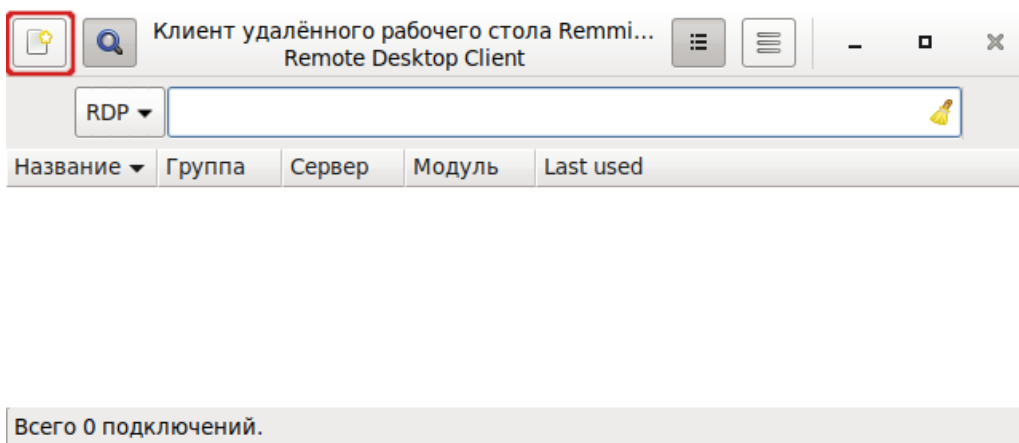 Клиент удалённого рабочего стола Remmi...
Remote Desktop Client
RDP
Название Группа Сервер Модуль Last used
Всего 0 подключений.